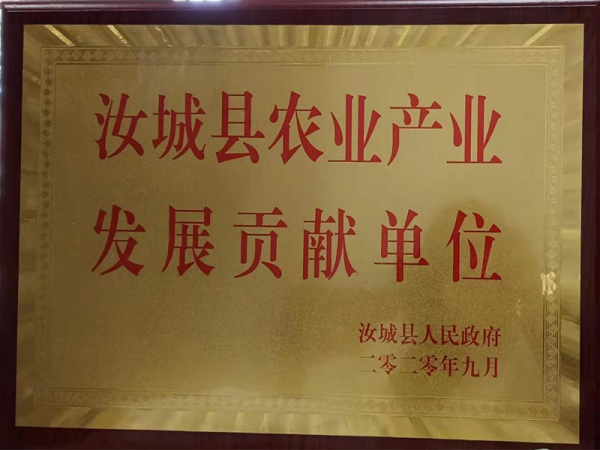 汝城县农业产业
发展贡献单位
汝城县人民政府
二零二零年九月